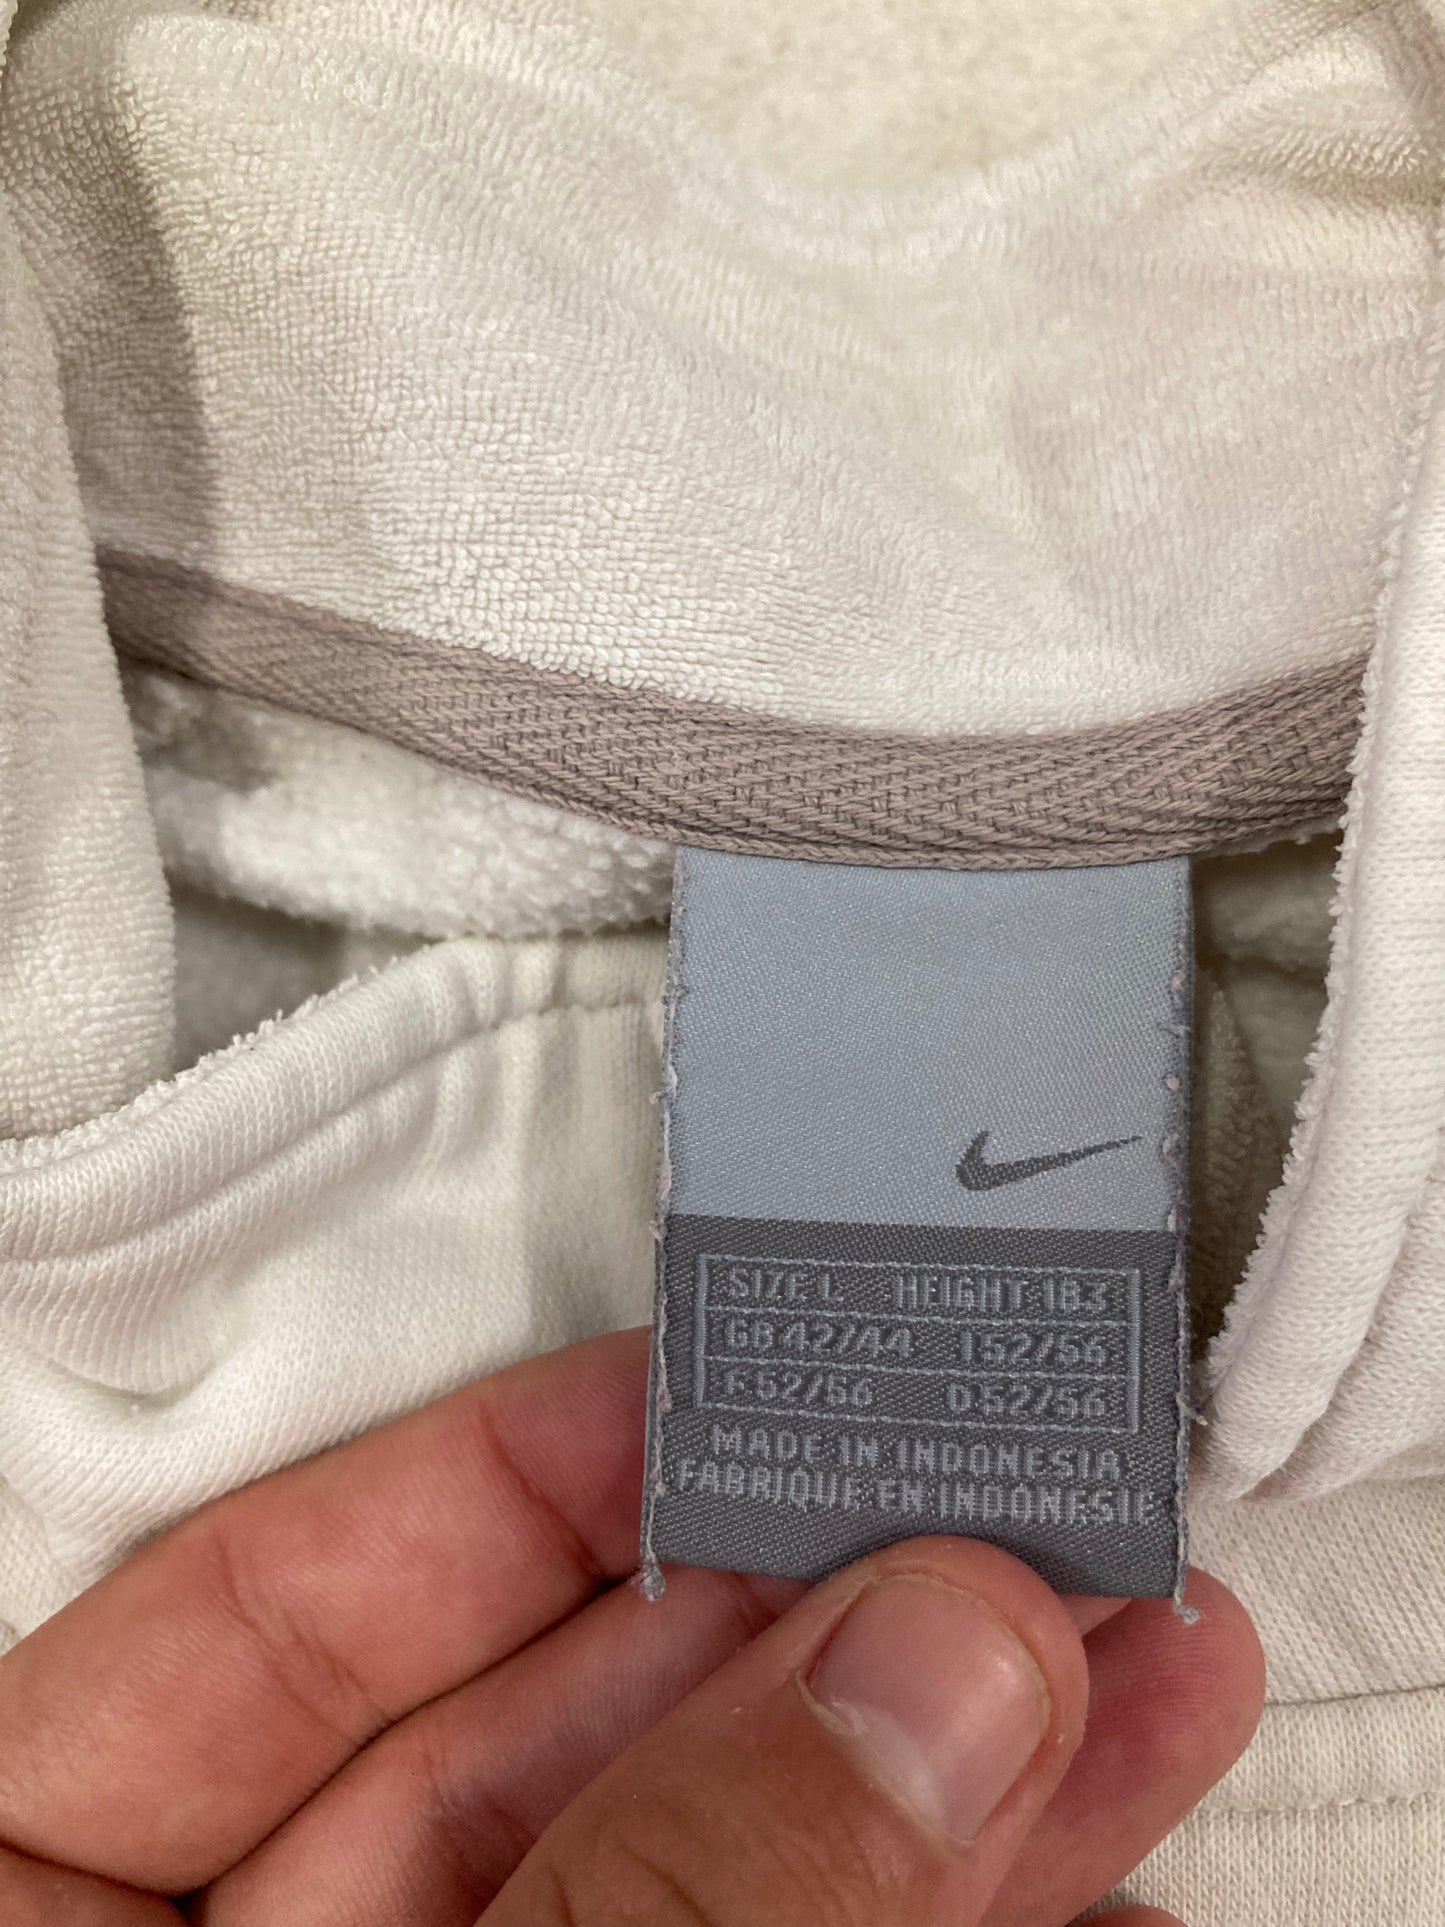 SIZE L HEIGHT 183
GB 42/44 I 52/56
F 52/56 D 52/56
MADE IN INDONESIA
FABRIQUE EN INDONESIE